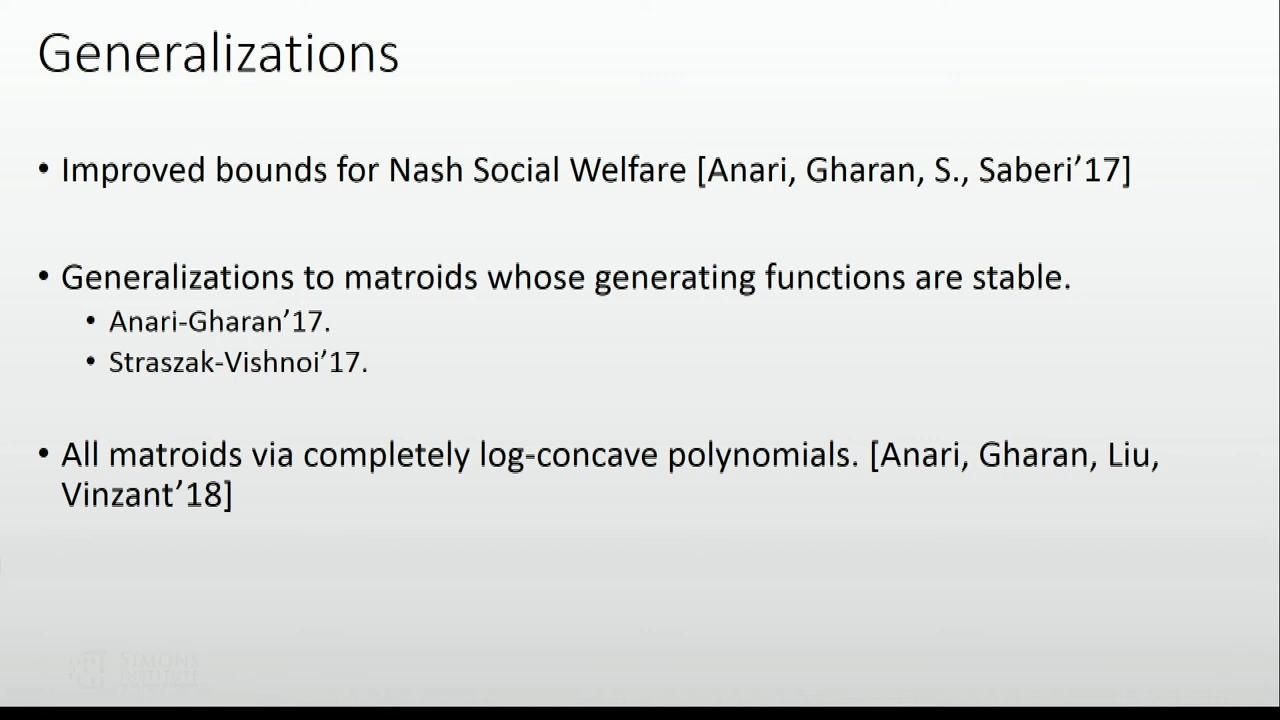 Generalizations
• Improved bounds for Nash Social Welfare [Anari, Gharan, S., Saberi’17]
• Generalizations to matroids whose generating functions are stable.
• Anari-Gharan’17.
• Straszak-Vishnoi’17.
• All matroids via completely log-concave polynomials. [Anari, Gharan, Liu,
Vinzant’18]
SIMONS
INSTITUTE